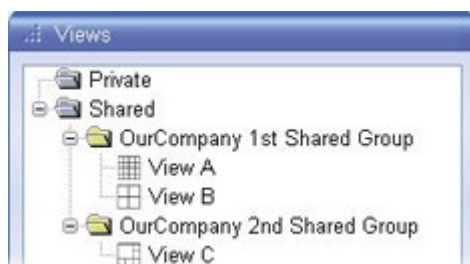 Views
Private
Shared
OurCompany 1st Shared Group
View A
View B
OurCompany 2nd Shared Group
View C